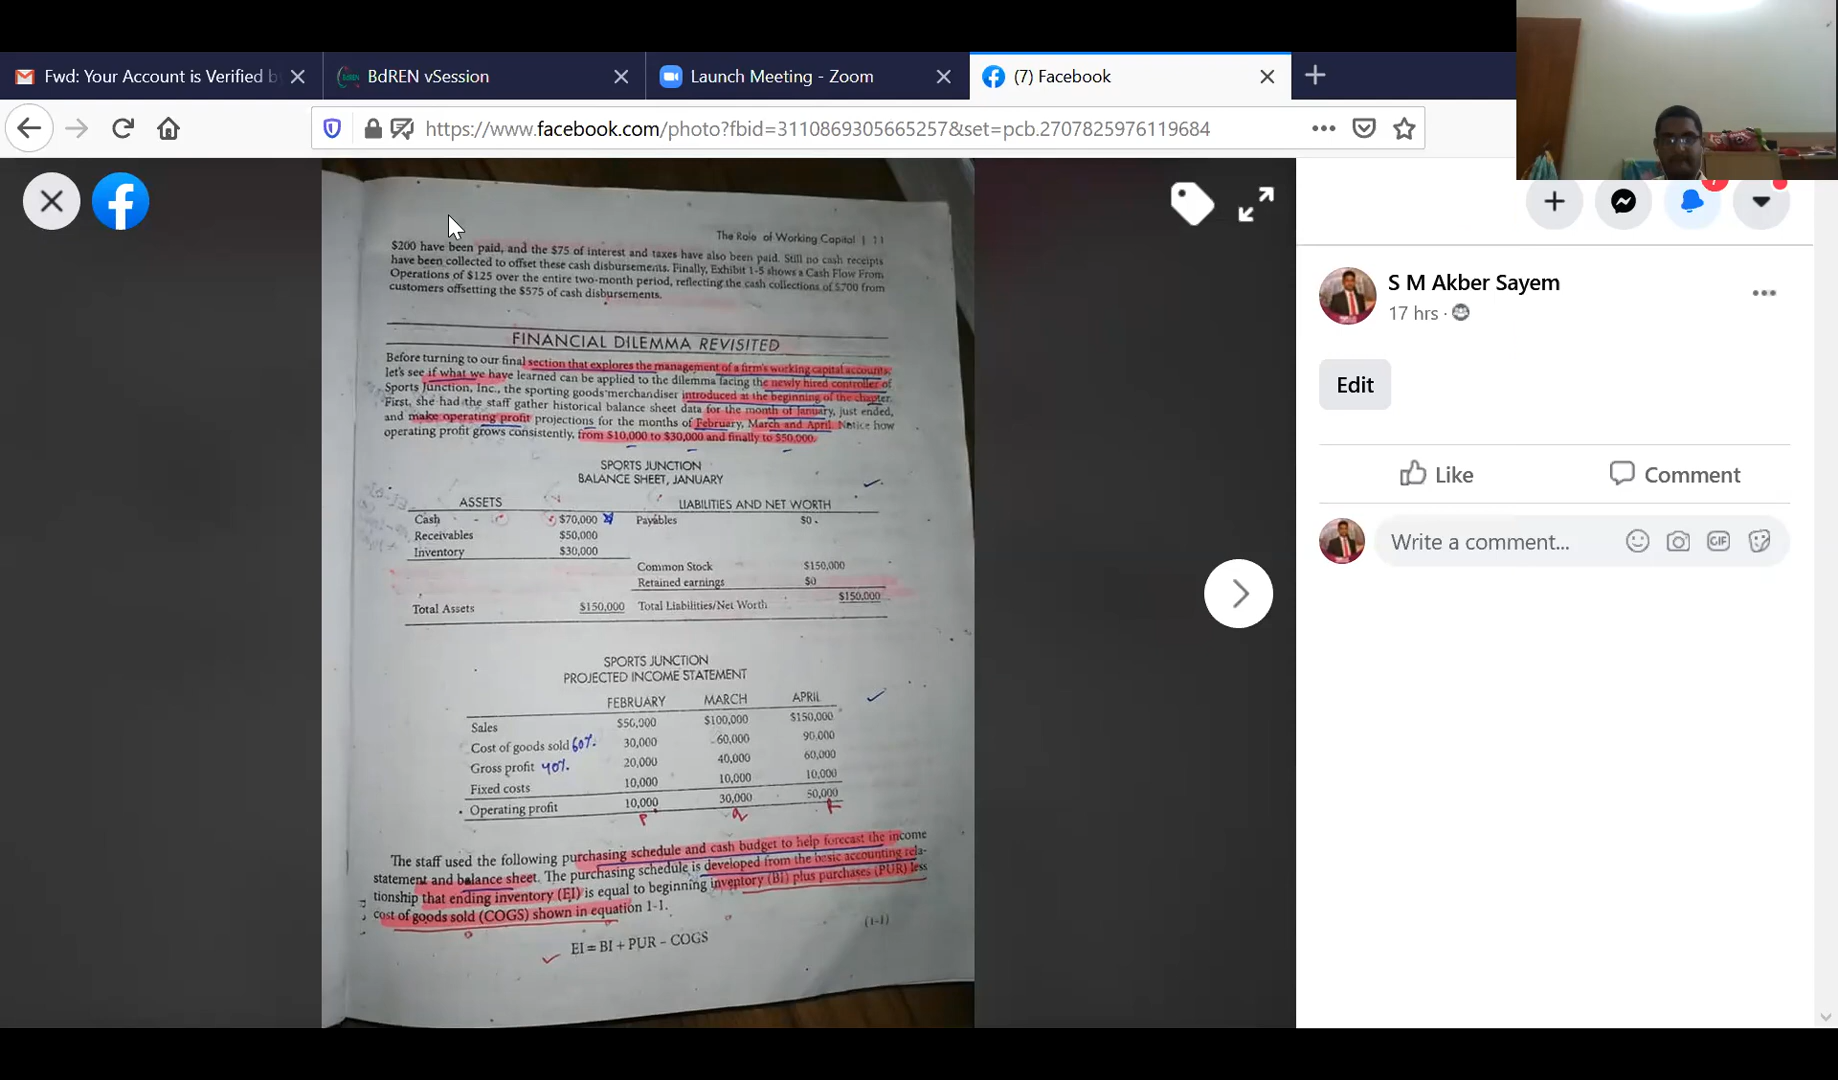 Fwd: Your Account is Verified b
BdREN vSession
Launch Meeting - Zoom
(7) Facebook
https://www.facebook.com/photo?fbid=3110869305665257&set=pcb.2707825976119684
The Role of Working Capital | 11
$200 have been paid, and the $75 of interest and taxes have also been paid. Still no cash receipts
have been collected to offset these cash disbursements. Finally, Exhibit 1-5 shows a Cash Flow From
Operations of $125 over the entire two-month period, reflecting the cash collections of $700 from
customers offsetting the $575 of cash disbursements.
FINANCIAL DILEMMA REVISITED
Before turning to our final section that explores the management of a firm's working capital accounts,
let's see if what we have learned can be applied to the dilemma facing the newly hired controller of
Sports Junction, Inc., the sporting goods merchandiser introduced at the beginning of the chapter.
First, she had the staff gather historical balance sheet data for the month of January, just ended,
and make operating profit projections for the months of February, March and April. Notice how
operating profit grows consistently, from $10,000 to $30,000 and finally to $50,000.
SPORTS JUNCTION
BALANCE SHEET, JANUARY
ASSETS LIABILITIES AND NET WORTH
Cash $70,000 Payables $0
Receivables $50,000
Inventory $30,000
Common Stock $150,000
Retained earnings $0
Total Assets $150,000 Total Liabilities/Net Worth $150,000
SPORTS JUNCTION
PROJECTED INCOME STATEMENT
FEBRUARY MARCH APRIL
Sales $50,000 $100,000 $150,000
Cost of goods sold 60% 30,000 60,000 90,000
Gross profit 40% 20,000 40,000 60,000
Fixed costs 10,000 10,000 10,000
Operating profit 10,000 30,000 50,000
The staff used the following purchasing schedule and cash budget to help forecast the income
statement and balance sheet. The purchasing schedule is developed from the basic accounting rela-
tionship that ending inventory (EI) is equal to beginning inventory (BI) plus purchases (PUR) less
cost of goods sold (COGS) shown in equation 1-1.
EI = BI + PUR – COGS (1-1)
S M Akber Sayem
17 hrs ·
Edit
Like Comment
Write a comment...
GIF